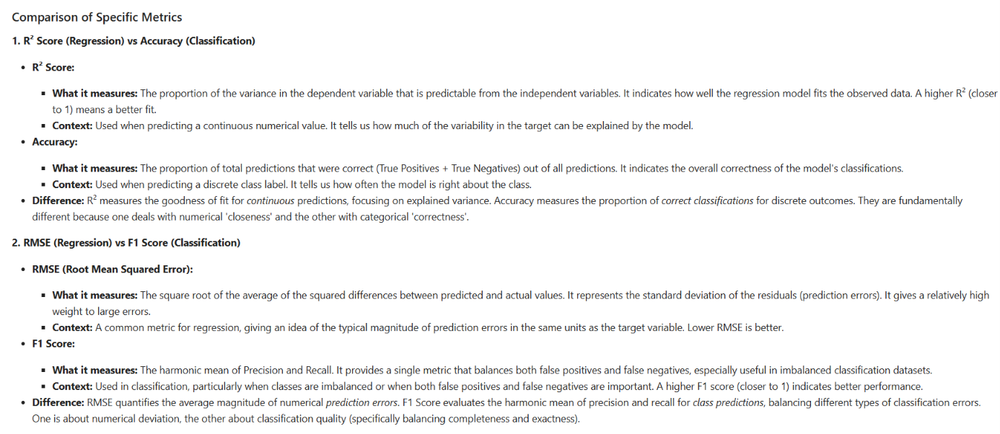 Comparison of Specific Metrics
1. R² Score (Regression) vs Accuracy (Classification)
• R² Score:
▪ What it measures: The proportion of the variance in the dependent variable that is predictable from the independent variables. It indicates how well the regression model fits the observed data. A higher R² (closer
to 1) means a better fit.
▪ Context: Used when predicting a continuous numerical value. It tells us how much of the variability in the target can be explained by the model.
• Accuracy:
▪ What it measures: The proportion of total predictions that were correct (True Positives + True Negatives) out of all predictions. It indicates the overall correctness of the model's classifications.
▪ Context: Used when predicting a discrete class label. It tells us how often the model is right about the class.
• Difference: R² measures the goodness of fit for continuous predictions, focusing on explained variance. Accuracy measures the proportion of correct classifications for discrete outcomes. They are fundamentally
different because one deals with numerical 'closeness' and the other with categorical 'correctness'.
2. RMSE (Regression) vs F1 Score (Classification)
• RMSE (Root Mean Squared Error):
▪ What it measures: The square root of the average of the squared differences between predicted and actual values. It represents the standard deviation of the residuals (prediction errors). It gives a relatively high
weight to large errors.
▪ Context: A common metric for regression, giving an idea of the typical magnitude of prediction errors in the same units as the target variable. Lower RMSE is better.
• F1 Score:
▪ What it measures: The harmonic mean of Precision and Recall. It provides a single metric that balances both false positives and false negatives, especially useful in imbalanced classification datasets.
▪ Context: Used in classification, particularly when classes are imbalanced or when both false positives and false negatives are important. A higher F1 score (closer to 1) indicates better performance.
• Difference: RMSE quantifies the average magnitude of numerical prediction errors. F1 Score evaluates the harmonic mean of precision and recall for class predictions, balancing different types of classification errors.
One is about numerical deviation, the other about classification quality (specifically balancing completeness and exactness).